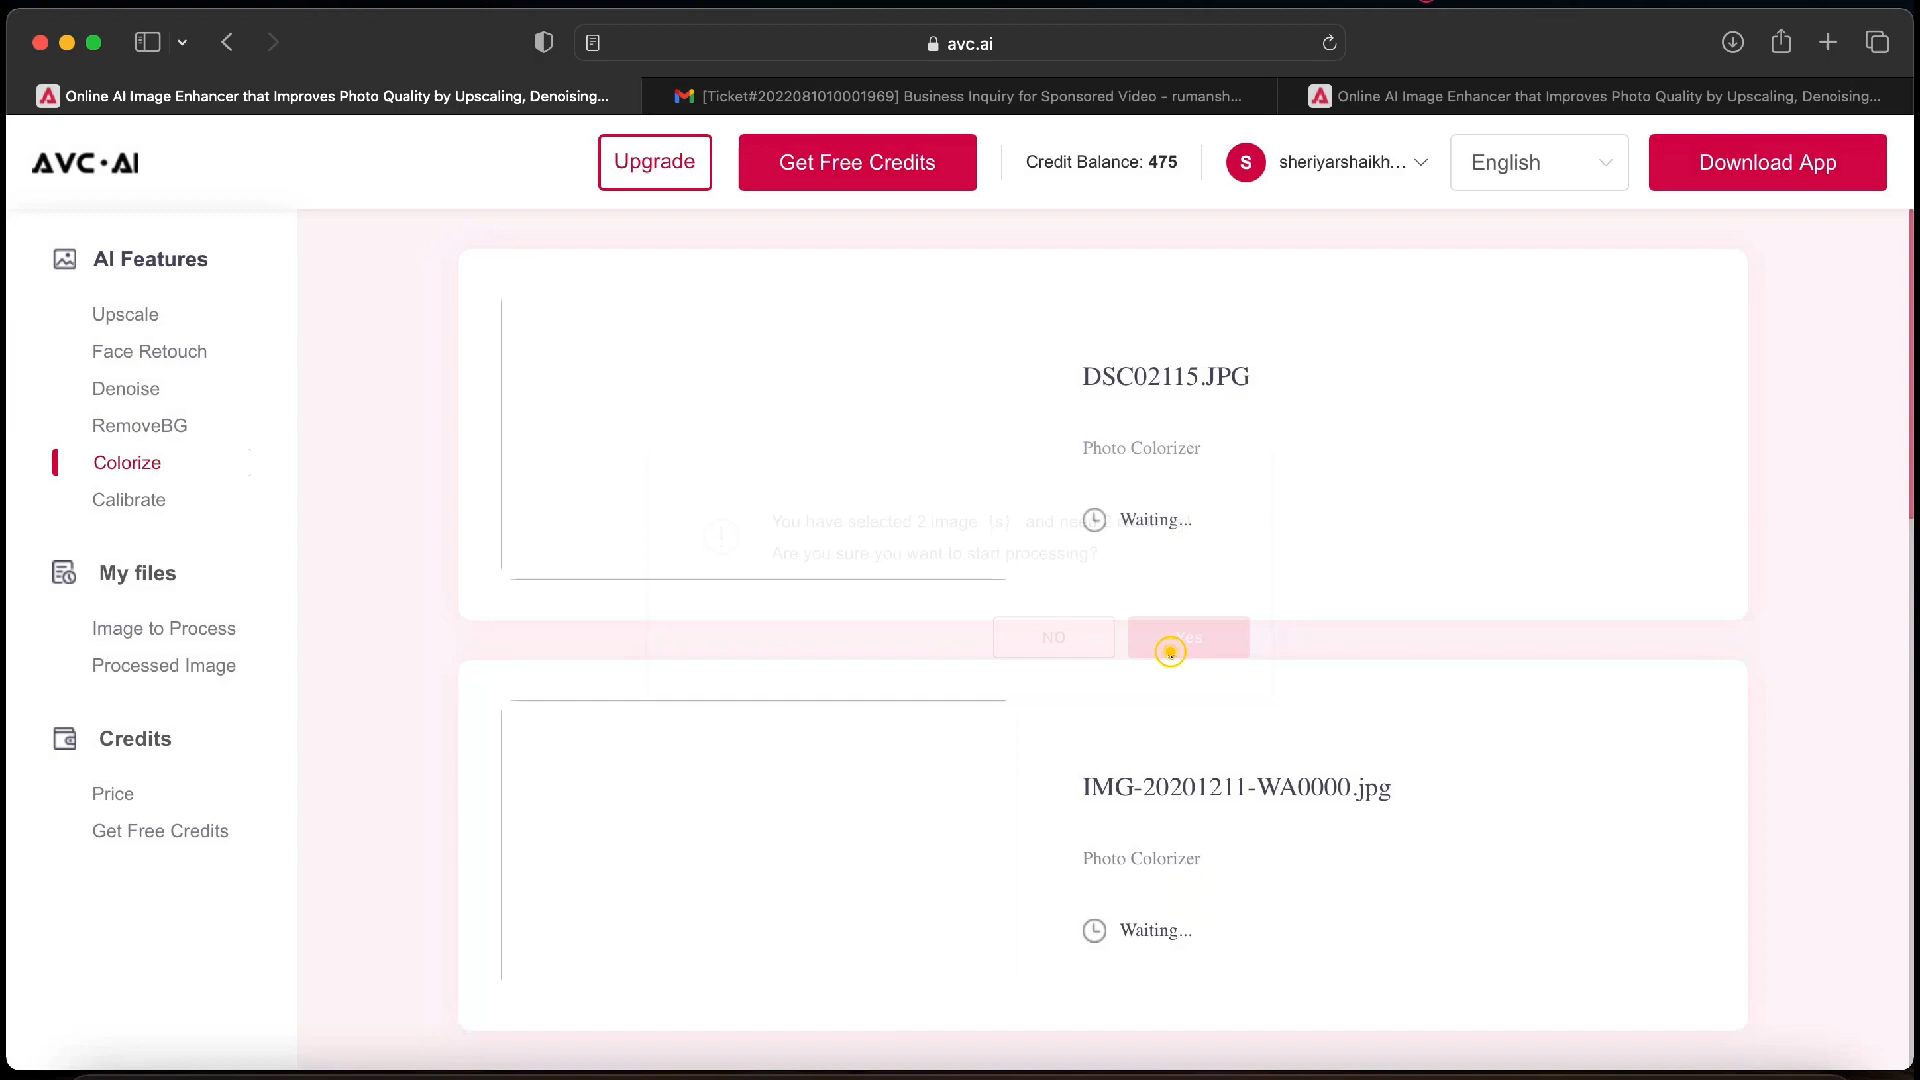 avc.ai
Online AI Image Enhancer that Improves Photo Quality by Upscaling, Denoising...
[Ticket#2022081010001969] Business Inquiry for Sponsored Video – rumansh...
Online AI Image Enhancer that Improves Photo Quality by Upscaling, Denoising...
AVC.AI
Upgrade
Get Free Credits
Credit Balance: 475
S
sheriyarshaikh...
English
Download App
AI Features
Upscale
Face Retouch
Denoise
RemoveBG
Colorize
Calibrate
My files
Image to Process
Processed Image
Credits
Price
Get Free Credits
DSC02115.JPG
Photo Colorizer
Waiting...
You have selected 2 image (s) and need 2
Are you sure you want to start processing?
NO
Yes
IMG-20201211-WA0000.jpg
Photo Colorizer
Waiting...